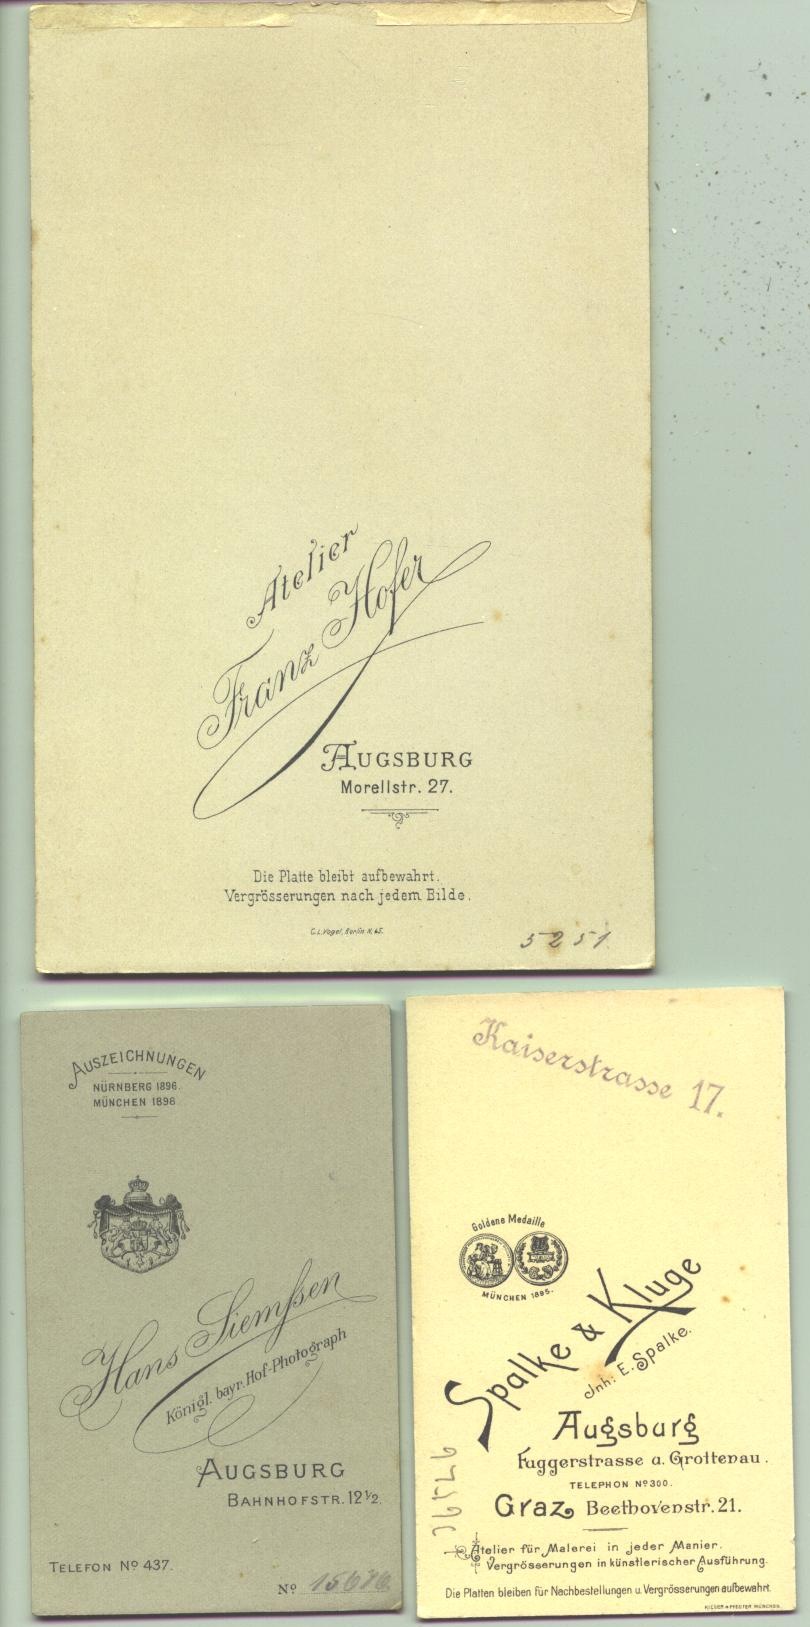 Atelier
Franz Hofer
AUGSBURG
Morellstr. 27.
Die Platte bleibt aufbewahrt.
Vergrösserungen nach jedem Bilde.
C.L.Vogel, Berlin N.65.
5251
AUSZEICHNUNGEN
NÜRNBERG 1896.
MÜNCHEN 1898
Hans Siemſsen
Königl. bayr. Hof-Photograph
AUGSBURG
BAHNHOFSTR. 12½.
TELEFON No 437.
No 15676
Kaiserstrasse 17.
Goldene Medaille
MÜNCHEN 1895.
Spalke & Kluge
Jnh: E. Spalke.
Augsburg
Fuggerstrasse a. Grottenau.
TELEPHON No 300.
Graz Beethovenstr. 21.
Atelier für Malerei in jeder Manier.
Vergrösserungen in künstlerischer Ausführung.
Die Platten bleiben für Nachbestellungen u. Vergrösserungen aufbewahrt.